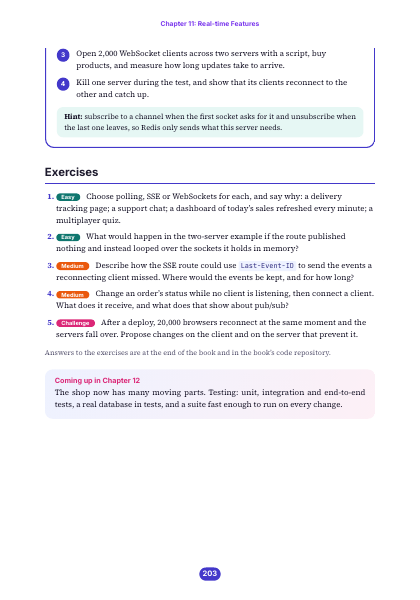 Chapter 11: Real-time Features
3 Open 2,000 WebSocket clients across two servers with a script, buy
products, and measure how long updates take to arrive.
4 Kill one server during the test, and show that its clients reconnect to the
other and catch up.
Hint: subscribe to a channel when the first socket asks for it and unsubscribe when
the last one leaves, so Redis only sends what this server needs.
Exercises
1. Easy Choose polling, SSE or WebSockets for each, and say why: a delivery
tracking page; a support chat; a dashboard of today's sales refreshed every minute; a
multiplayer quiz.
2. Easy What would happen in the two-server example if the route published
nothing and instead looped over the sockets it holds in memory?
3. Medium Describe how the SSE route could use Last-Event-ID to send the events a
reconnecting client missed. Where would the events be kept, and for how long?
4. Medium Change an order's status while no client is listening, then connect a client.
What does it receive, and what does that show about pub/sub?
5. Challenge After a deploy, 20,000 browsers reconnect at the same moment and the
servers fall over. Propose changes on the client and on the server that prevent it.
Answers to the exercises are at the end of the book and in the book's code repository.
Coming up in Chapter 12
The shop now has many moving parts. Testing: unit, integration and end-to-end
tests, a real database in tests, and a suite fast enough to run on every change.
203